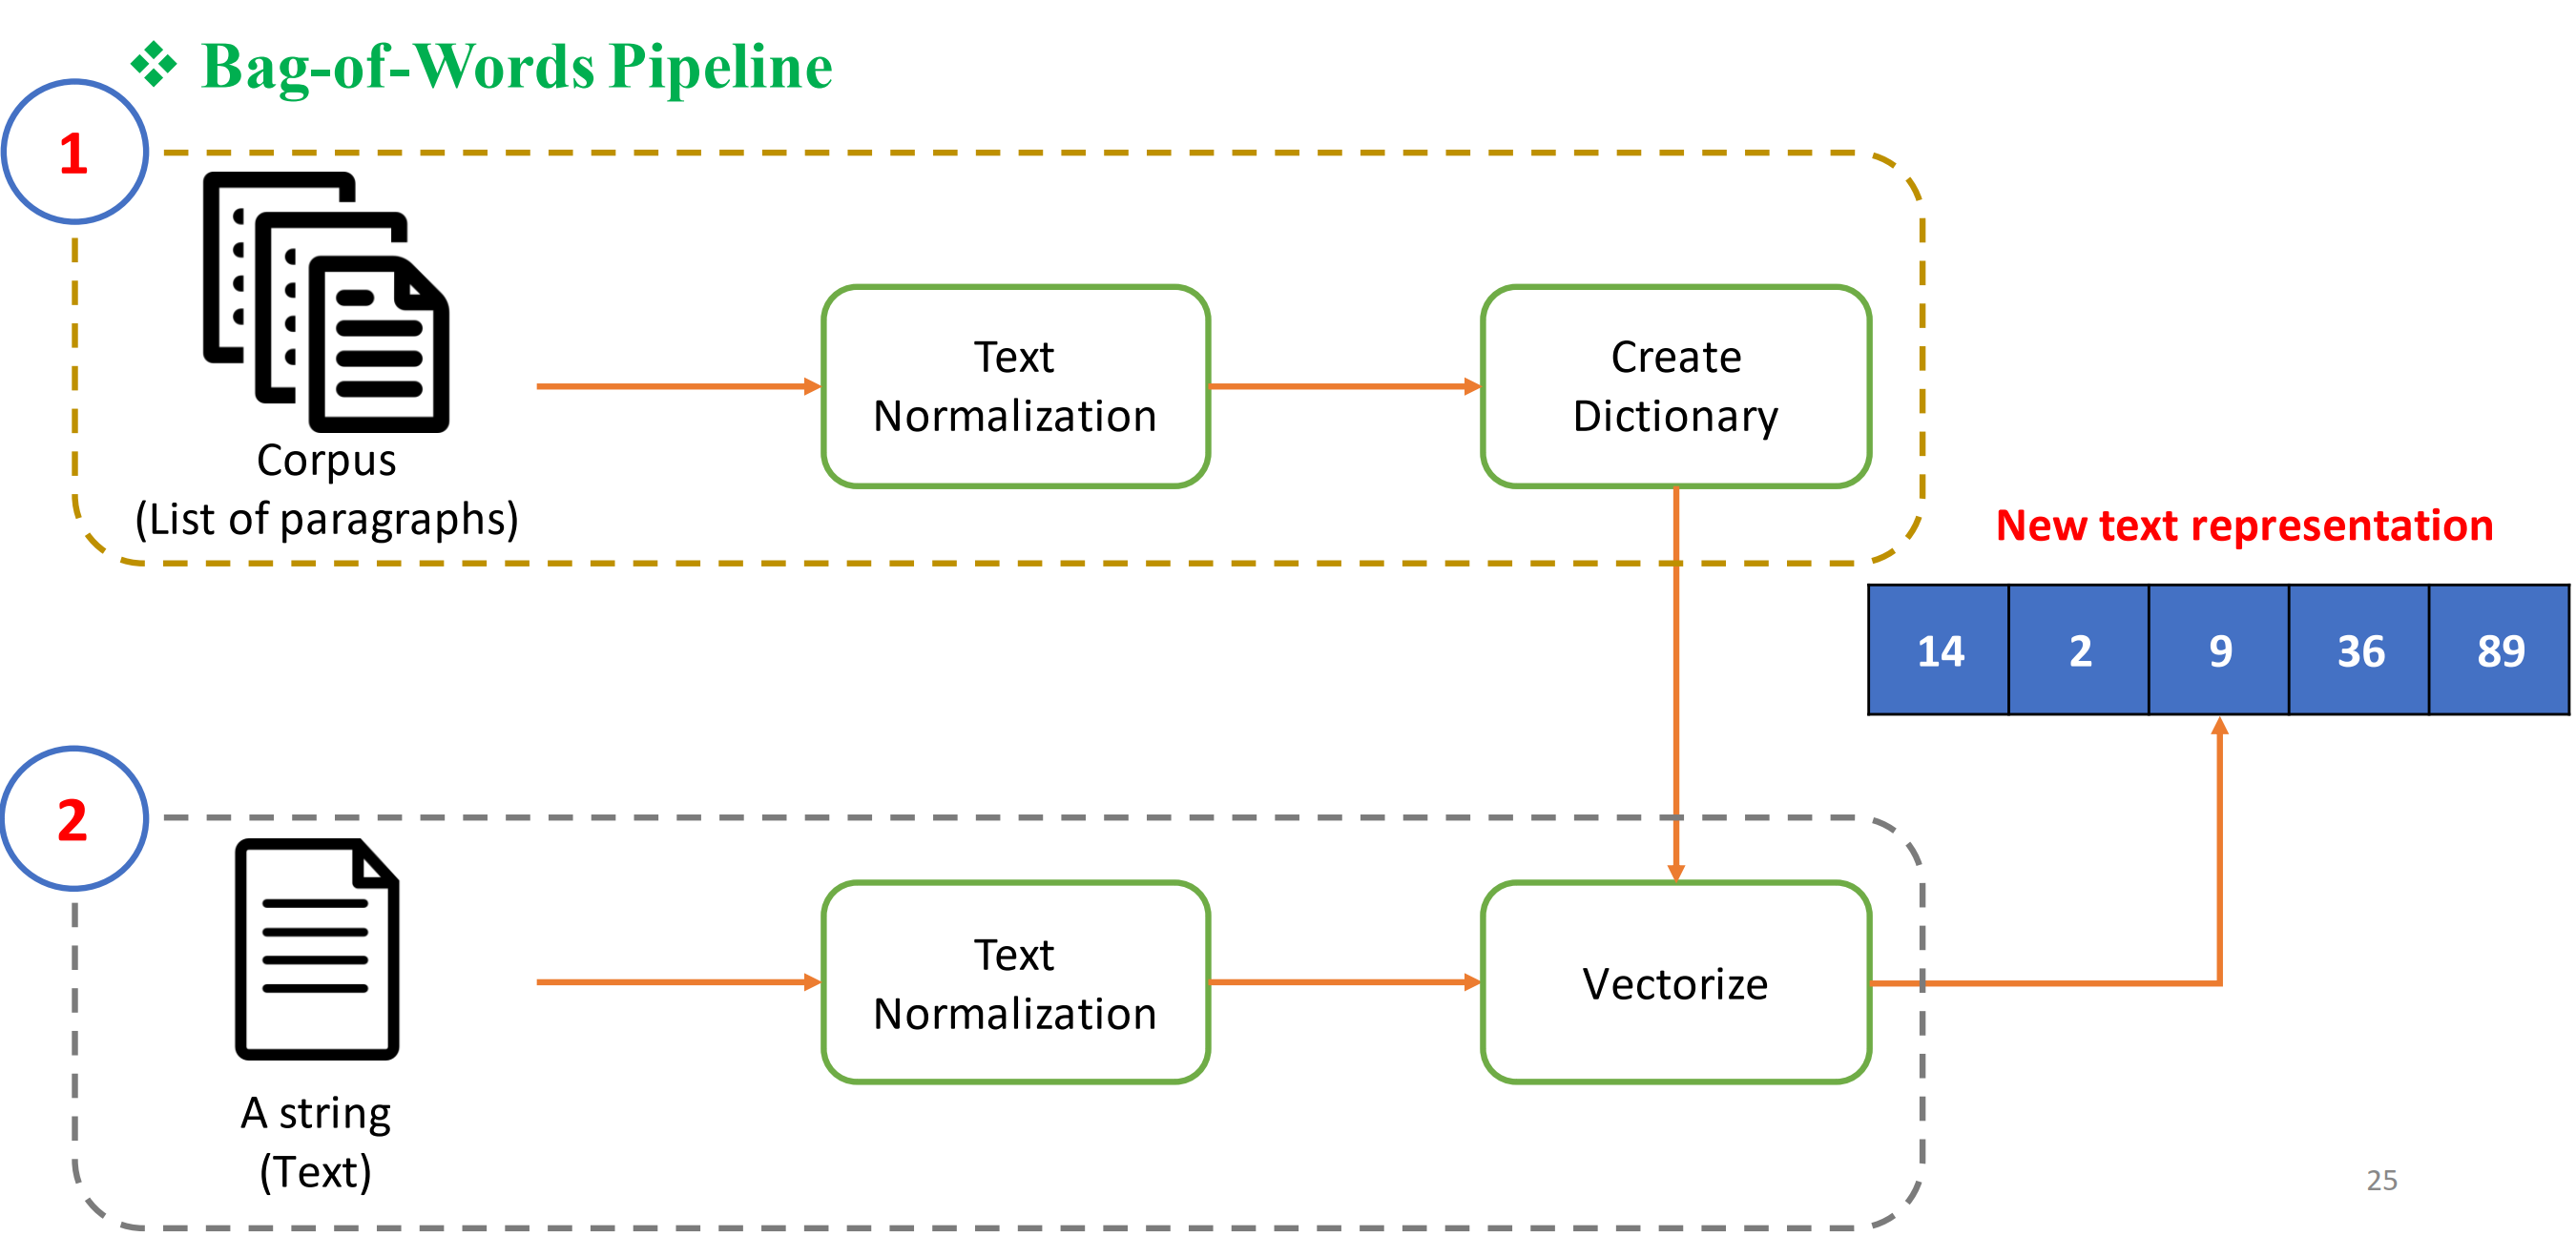 ❖ Bag-of-Words Pipeline
1
Corpus
(List of paragraphs)
Text
Normalization
Create
Dictionary
New text representation
14 2 9 36 89
2
A string
(Text)
Text
Normalization
Vectorize
25